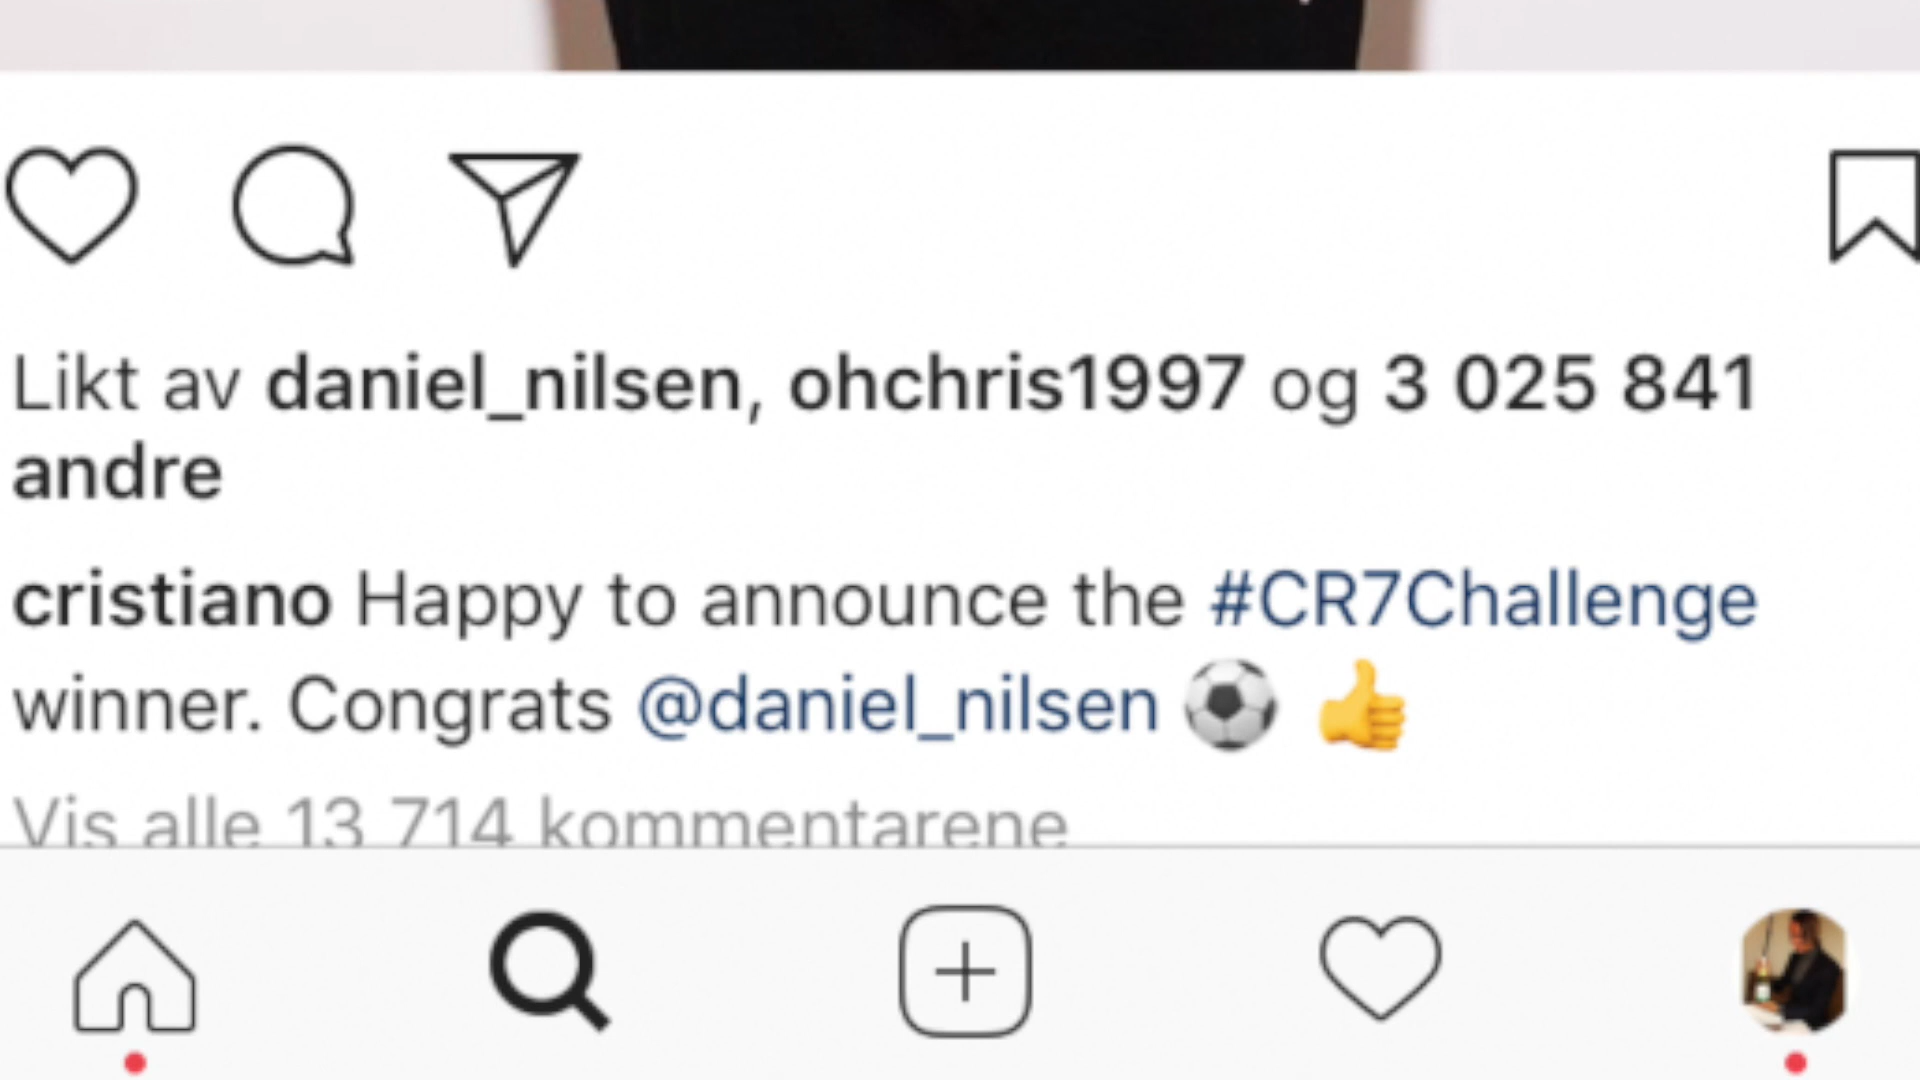 Likt av daniel_nilsen, ohchris1997 og 3 025 841
andre
cristiano Happy to announce the #CR7Challenge
winner. Congrats @daniel_nilsen ⚽ 👍
Vis alle 13 714 kommentarene